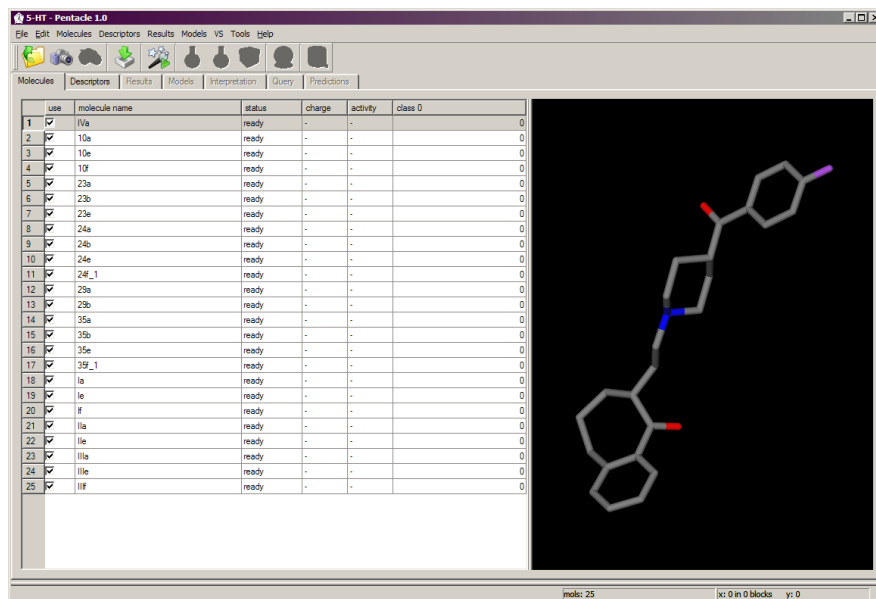 5-HT - Pentacle 1.0
File Edit Molecules Descriptors Results Models VS Tools Help
Molecules Descriptors Results Models Interpretation Query Predictions
use molecule name status charge activity class 0
1 IVa ready - - 0
2 10a ready - - 0
3 10e ready - - 0
4 10f ready - - 0
5 23a ready - - 0
6 23b ready - - 0
7 23e ready - - 0
8 24a ready - - 0
9 24b ready - - 0
10 24e ready - - 0
11 24f_1 ready - - 0
12 29a ready - - 0
13 29b ready - - 0
14 35a ready - - 0
15 35b ready - - 0
16 35e ready - - 0
17 35f_1 ready - - 0
18 Ia ready - - 0
19 Ie ready - - 0
20 If ready - - 0
21 IIa ready - - 0
22 IIe ready - - 0
23 IIIa ready - - 0
24 IIIe ready - - 0
25 IIIf ready - - 0
mols: 25 x: 0 in 0 blocks y: 0